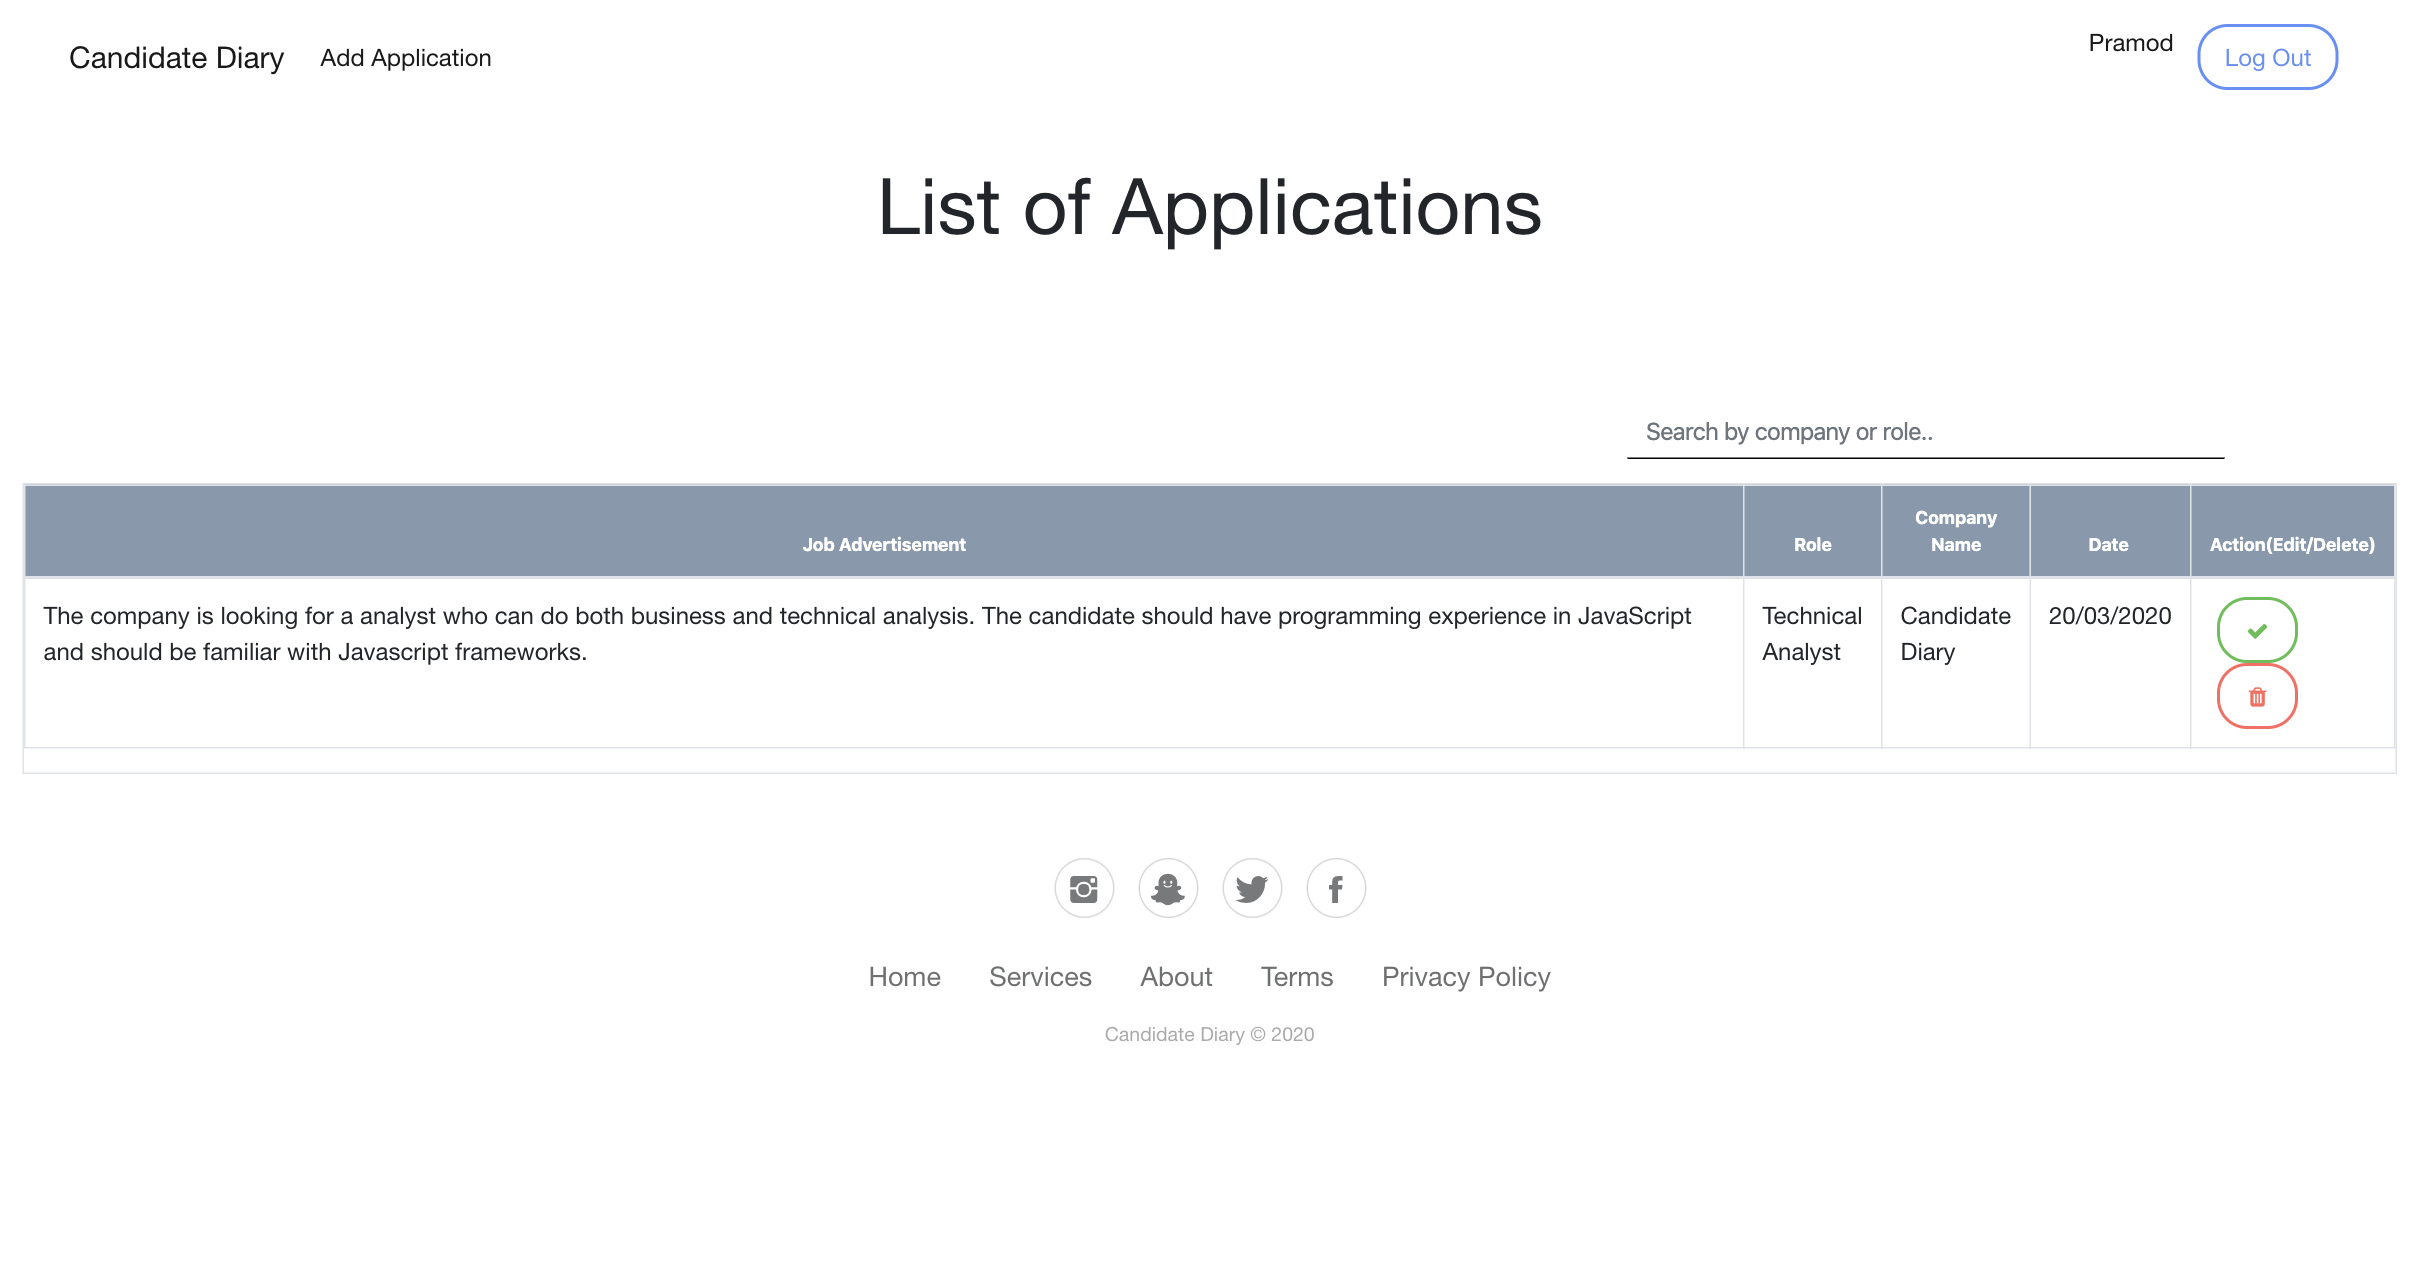 Candidate Diary Add Application Pramod Log Out
List of Applications
Search by company or role..
Job Advertisement Role Company Name Date Action(Edit/Delete)
The company is looking for a analyst who can do both business and technical analysis. The candidate should have programming experience in JavaScript
and should be familiar with Javascript frameworks.
Technical
Analyst
Candidate
Diary
20/03/2020
Home Services About Terms Privacy Policy
Candidate Diary © 2020